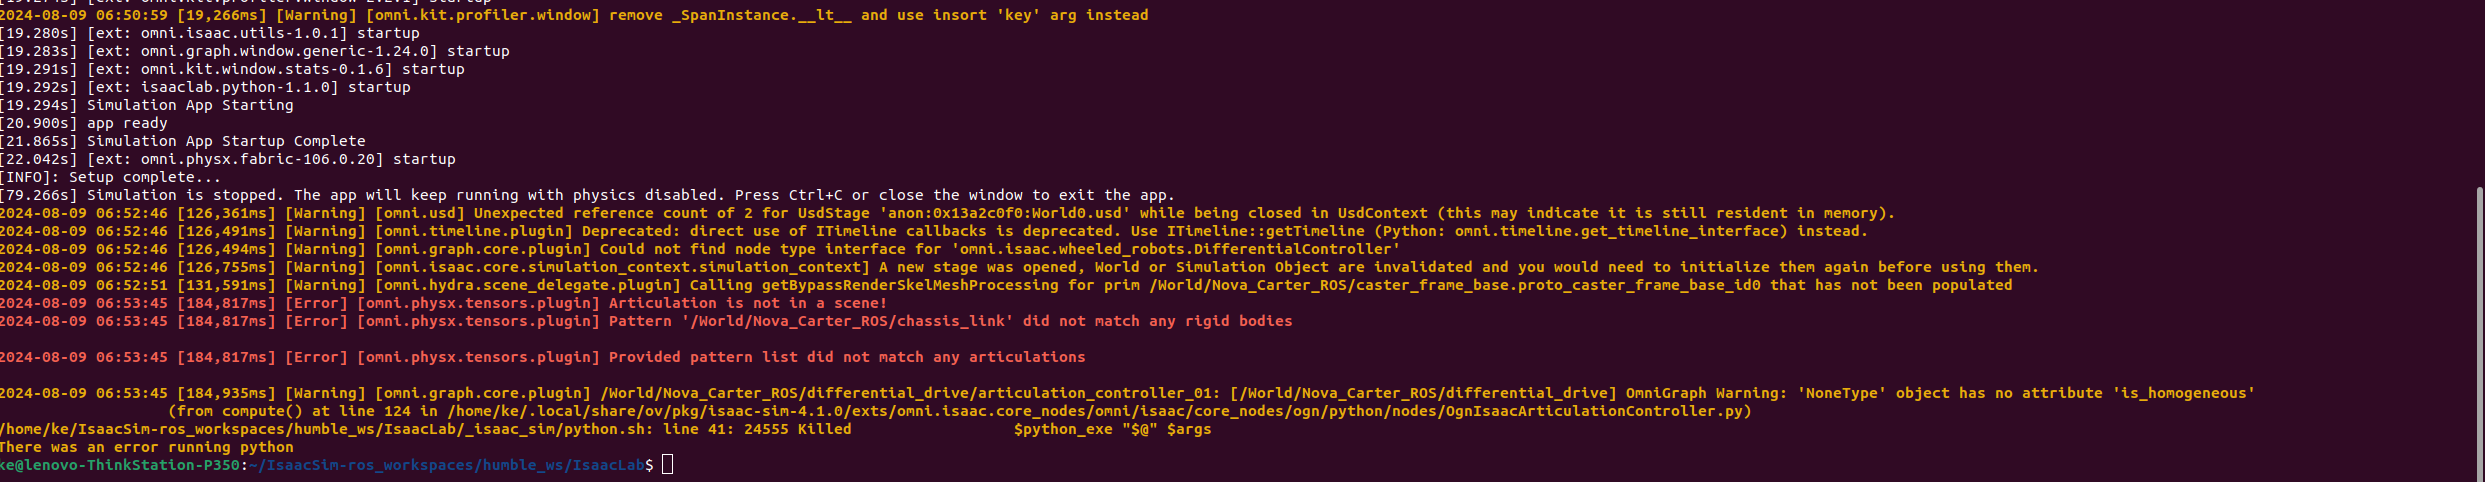 [19.274s] [ext: omni.kit.profiler.window-2.2.1] startup
2024-08-09 06:50:59 [19,266ms] [Warning] [omni.kit.profiler.window] remove _SpanInstance.__lt__ and use insort 'key' arg instead
[19.280s] [ext: omni.isaac.utils-1.0.1] startup
[19.283s] [ext: omni.graph.window.generic-1.24.0] startup
[19.291s] [ext: omni.kit.window.stats-0.1.6] startup
[19.292s] [ext: isaaclab.python-1.1.0] startup
[19.294s] Simulation App Starting
[20.900s] app ready
[21.865s] Simulation App Startup Complete
[22.042s] [ext: omni.physx.fabric-106.0.20] startup
[INFO]: Setup complete...
[79.266s] Simulation is stopped. The app will keep running with physics disabled. Press Ctrl+C or close the window to exit the app.
2024-08-09 06:52:46 [126,361ms] [Warning] [omni.usd] Unexpected reference count of 2 for UsdStage 'anon:0x13a2c0f0:World0.usd' while being closed in UsdContext (this may indicate it is still resident in memory).
2024-08-09 06:52:46 [126,491ms] [Warning] [omni.timeline.plugin] Deprecated: direct use of ITimeline callbacks is deprecated. Use ITimeline::getTimeline (Python: omni.timeline.get_timeline_interface) instead.
2024-08-09 06:52:46 [126,494ms] [Warning] [omni.graph.core.plugin] Could not find node type interface for 'omni.isaac.wheeled_robots.DifferentialController'
2024-08-09 06:52:46 [126,755ms] [Warning] [omni.isaac.core.simulation_context.simulation_context] A new stage was opened, World or Simulation Object are invalidated and you would need to initialize them again before using them.
2024-08-09 06:52:51 [131,591ms] [Warning] [omni.hydra.scene_delegate.plugin] Calling getBypassRenderSkelMeshProcessing for prim /World/Nova_Carter_ROS/caster_frame_base.proto_caster_frame_base_id0 that has not been populated
2024-08-09 06:53:45 [184,817ms] [Error] [omni.physx.tensors.plugin] Articulation is not in a scene!
2024-08-09 06:53:45 [184,817ms] [Error] [omni.physx.tensors.plugin] Pattern '/World/Nova_Carter_ROS/chassis_link' did not match any rigid bodies
2024-08-09 06:53:45 [184,817ms] [Error] [omni.physx.tensors.plugin] Provided pattern list did not match any articulations
2024-08-09 06:53:45 [184,935ms] [Warning] [omni.graph.core.plugin] /World/Nova_Carter_ROS/differential_drive/articulation_controller_01: [/World/Nova_Carter_ROS/differential_drive] OmniGraph Warning: 'NoneType' object has no attribute 'is_homogeneous'
(from compute() at line 124 in /home/ke/.local/share/ov/pkg/isaac-sim-4.1.0/exts/omni.isaac.core_nodes/omni/isaac/core_nodes/ogn/python/nodes/OgnIsaacArticulationController.py)
/home/ke/IsaacSim-ros_workspaces/humble_ws/IsaacLab/_isaac_sim/python.sh: line 41: 24555 Killed $python_exe "$@" $args
There was an error running python
ke@lenovo-ThinkStation-P350:~/IsaacSim-ros_workspaces/humble_ws/IsaacLab$